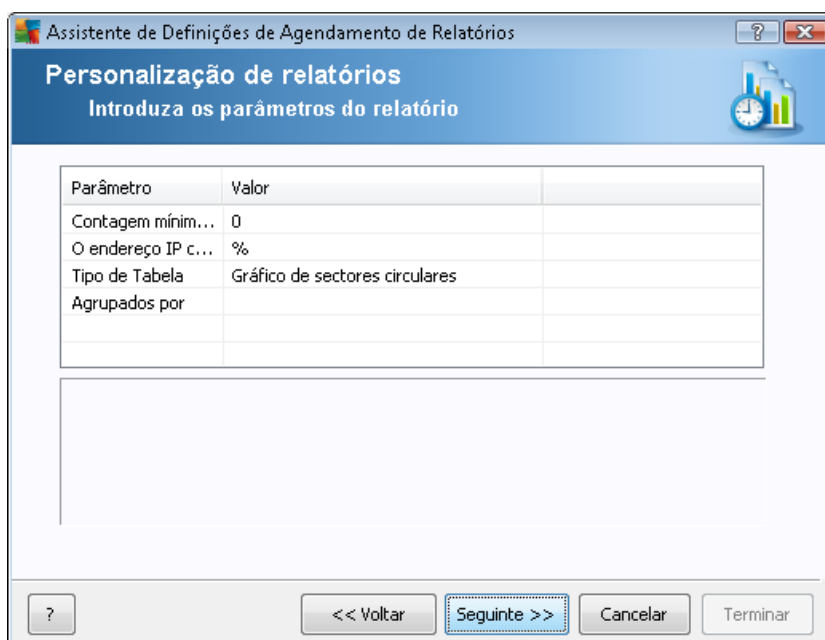 Assistente de Definições de Agendamento de Relatórios
?
Personalização de relatórios
Introduza os parâmetros do relatório
Parâmetro Valor
Contagem mínim... 0
O endereço IP c... %
Tipo de Tabela Gráfico de sectores circulares
Agrupados por
? << Voltar Seguinte >> Cancelar Terminar